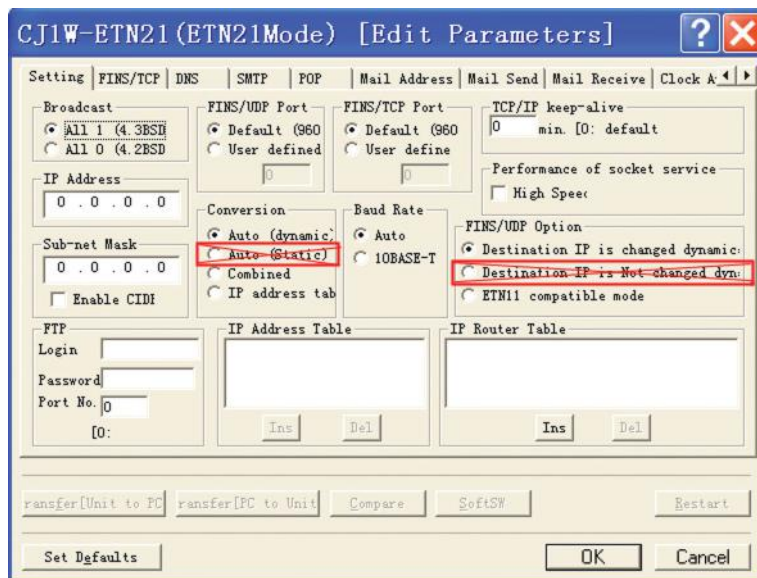 CJ1W-ETN21(ETN21Mode) [Edit Parameters]
Setting FINS/TCP DNS SMTP POP Mail Address Mail Send Mail Receive Clock A
Broadcast
All 1 (4.3BSD
All 0 (4.2BSD
FINS/UDP Port
Default (960
User defined
0
FINS/TCP Port
Default (960
User define
0
TCP/IP keep-alive
0 min. [0: default
IP Address
0 . 0 . 0 . 0
Performance of socket service
High Speed
Conversion
Auto (dynamic)
Auto (Static)
Combined
IP address tab
Baud Rate
Auto
10BASE-T
FINS/UDP Option
Destination IP is changed dynamic
Destination IP is Not changed dyn
ETN11 compatible mode
Sub-net Mask
0 . 0 . 0 . 0
Enable CIDR
FTP
Login
Password
Port No. 0
[0:
IP Address Table
Ins Del
IP Router Table
Ins Del
ransfer[Unit to PC ransfer[PC to Unit Compare SoftSW Restart
Set Defaults OK Cancel